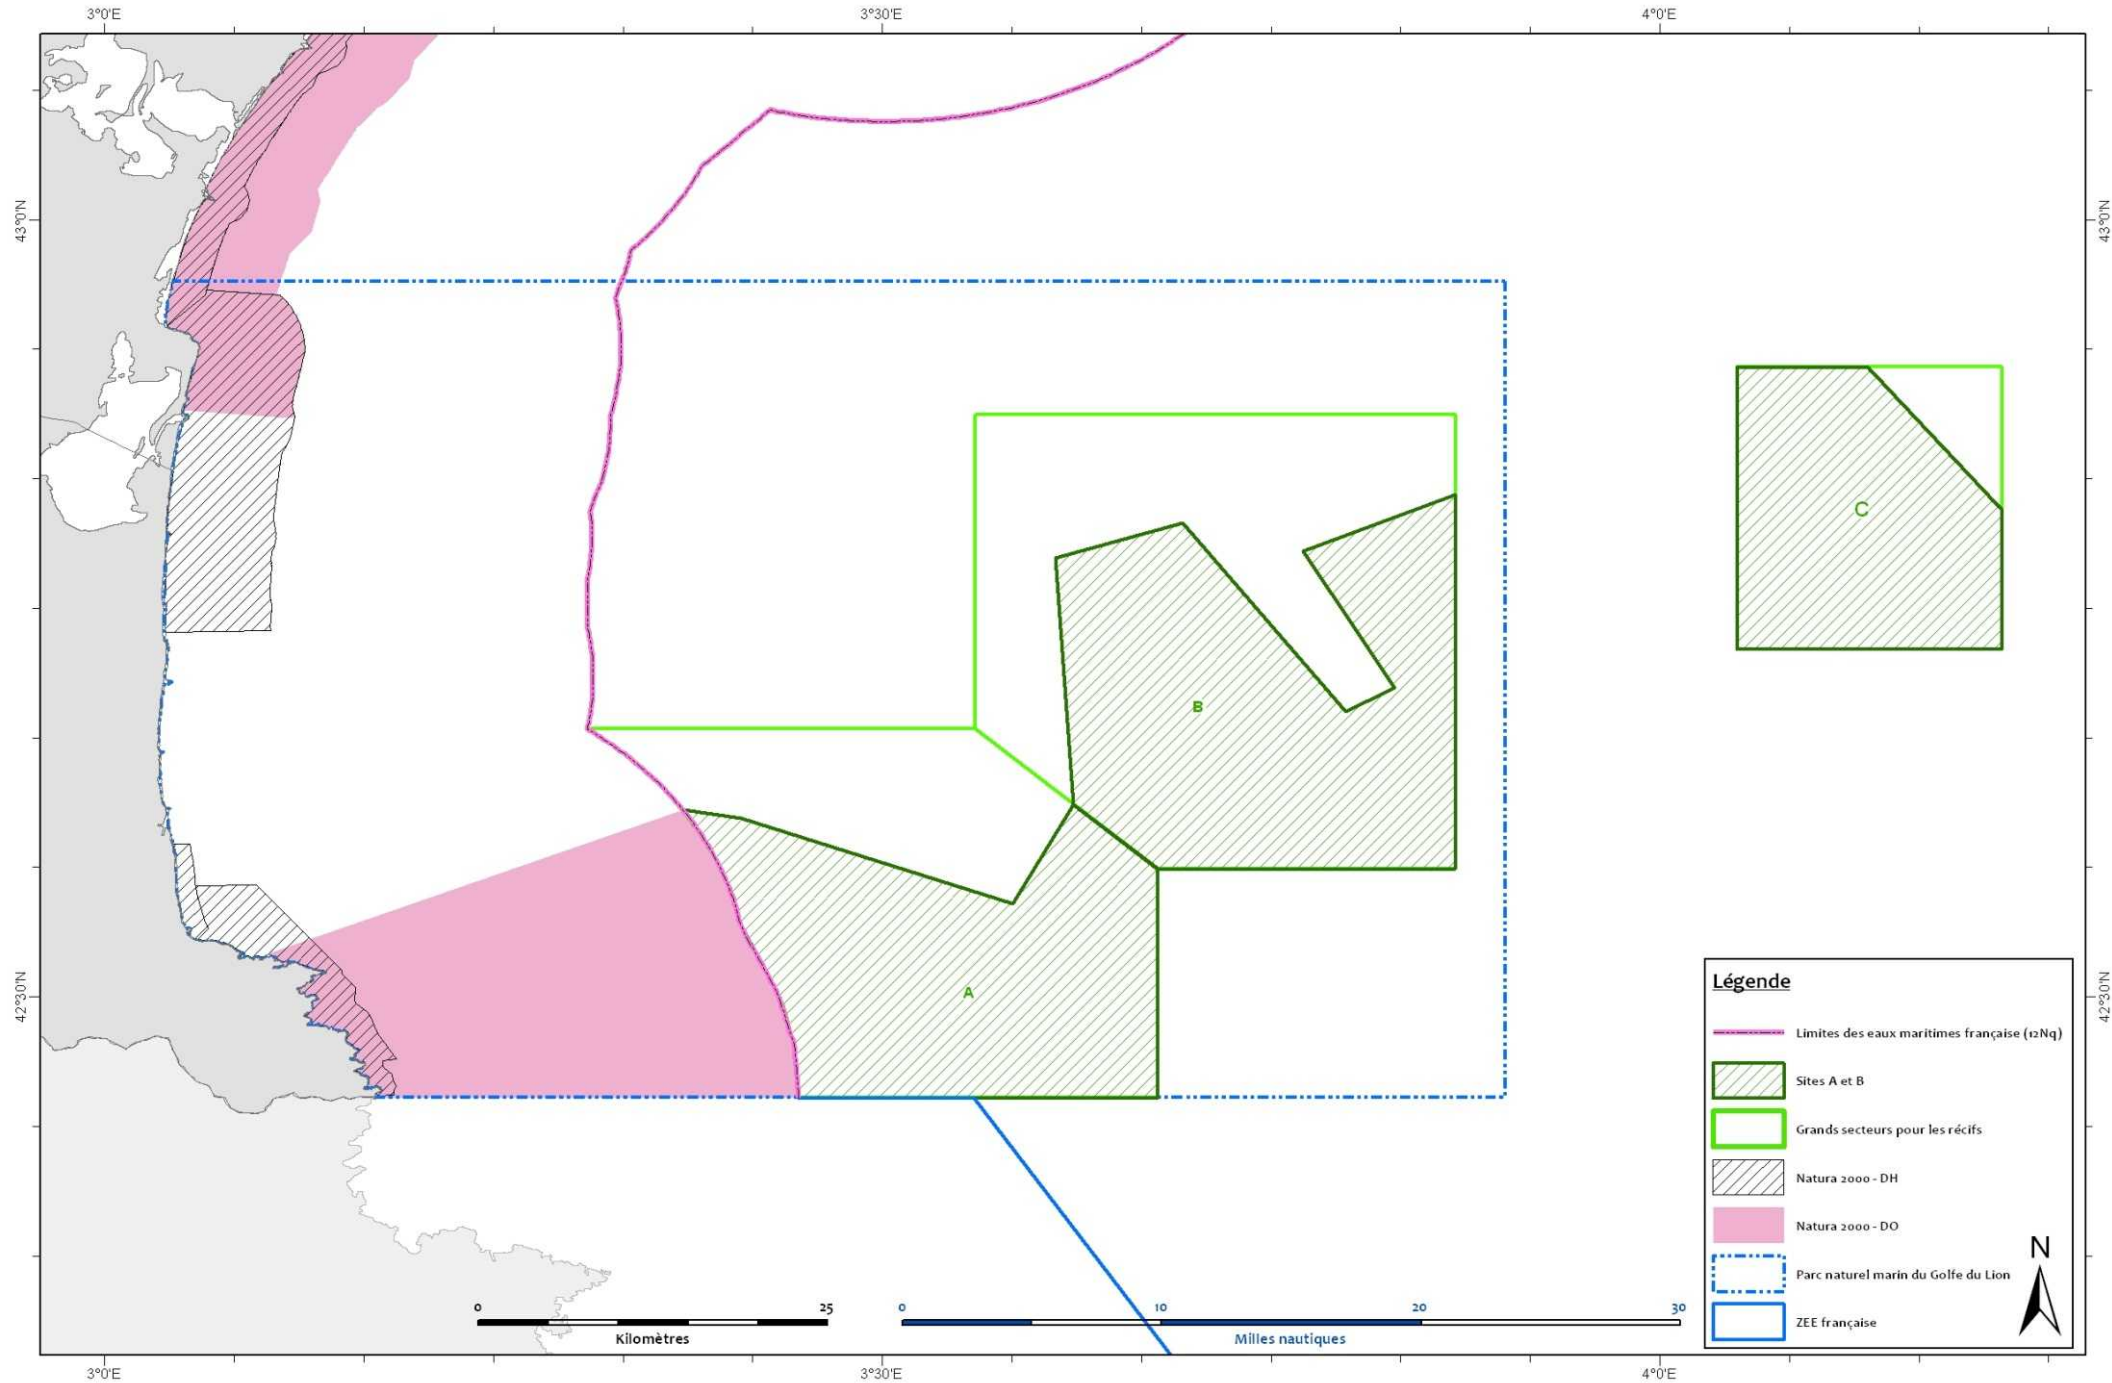 3°0'E 3°30'E 4°0'E
43°0'N 43°0'N
C
B
A
42°30'N 42°30'N
Légende
Limites des eaux maritimes française (12Nq)
Sites A et B
Grands secteurs pour les récifs
Natura 2000 - DH
Natura 2000 - DO
Parc naturel marin du Golfe du Lion
ZEE française
N
0 25
Kilomètres
0 10 20 30
Milles nautiques
3°0'E 3°30'E 4°0'E